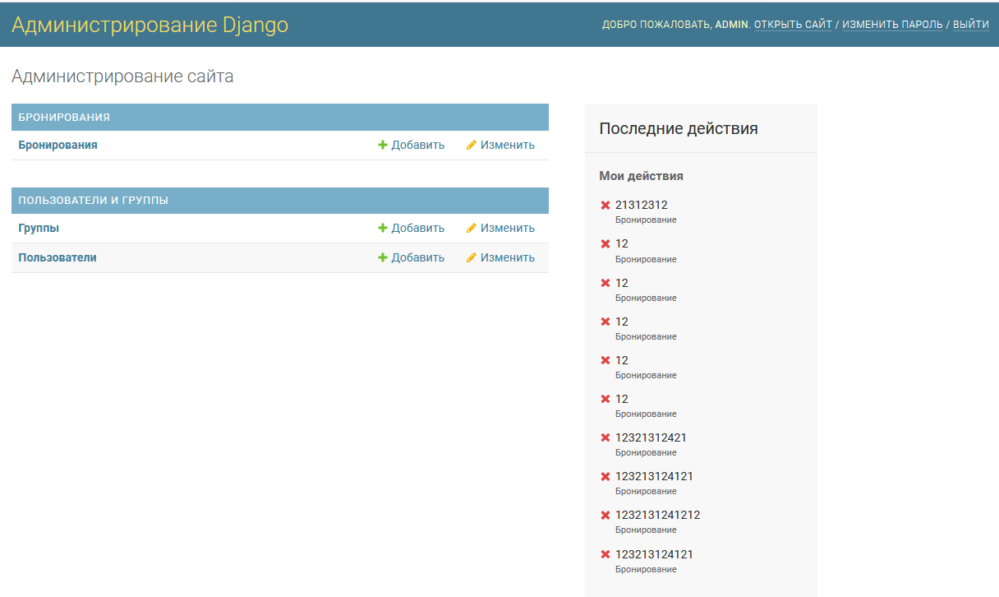 Администрирование Django
ДОБРО ПОЖАЛОВАТЬ, ADMIN. ОТКРЫТЬ САЙТ / ИЗМЕНИТЬ ПАРОЛЬ / ВЫЙТИ
Администрирование сайта
БРОНИРОВАНИЯ
Бронирования Добавить Изменить
ПОЛЬЗОВАТЕЛИ И ГРУППЫ
Группы Добавить Изменить
Пользователи Добавить Изменить
Последние действия
Мои действия
21312312
Бронирование
12
Бронирование
12
Бронирование
12
Бронирование
12
Бронирование
12
Бронирование
12321312421
Бронирование
123213124121
Бронирование
1232131241212
Бронирование
123213124121
Бронирование